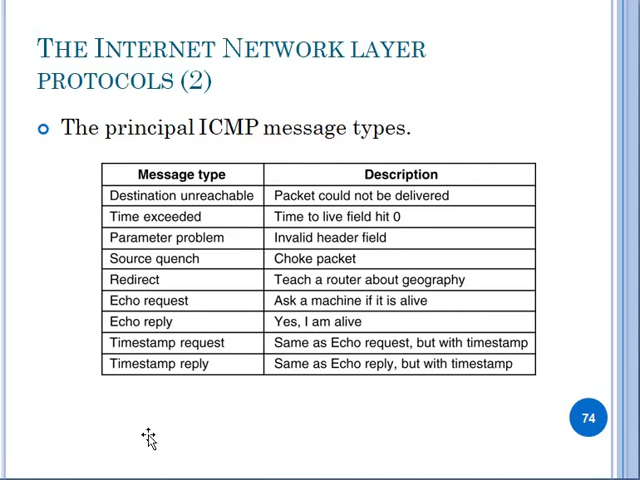 THE INTERNET NETWORK LAYER
PROTOCOLS (2)
The principal ICMP message types.
Message type Description
Destination unreachable Packet could not be delivered
Time exceeded Time to live field hit 0
Parameter problem Invalid header field
Source quench Choke packet
Redirect Teach a router about geography
Echo request Ask a machine if it is alive
Echo reply Yes, I am alive
Timestamp request Same as Echo request, but with timestamp
Timestamp reply Same as Echo reply, but with timestamp
74